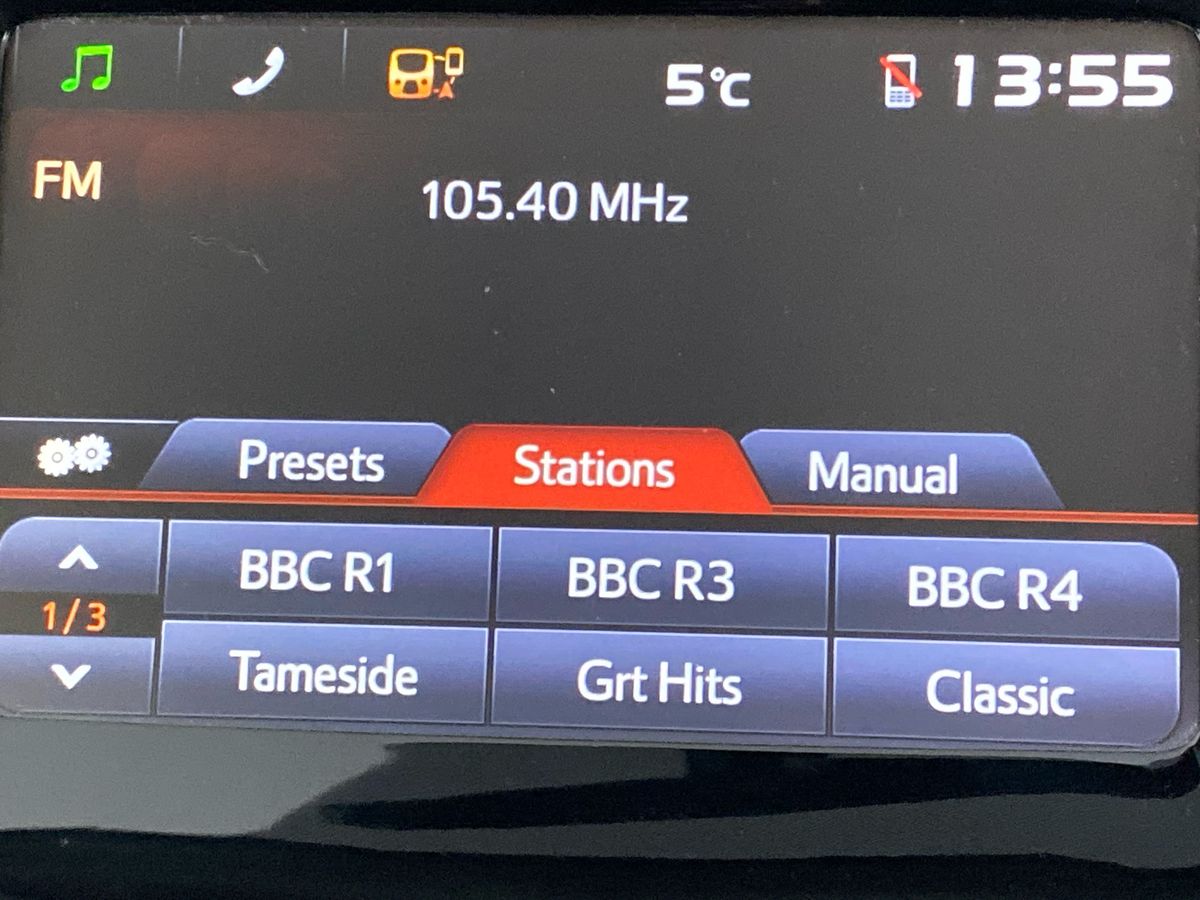 5°C 13:55
FM
105.40 MHz
Presets Stations Manual
BBC R1 BBC R3 BBC R4
1/3
Tameside Grt Hits Classic